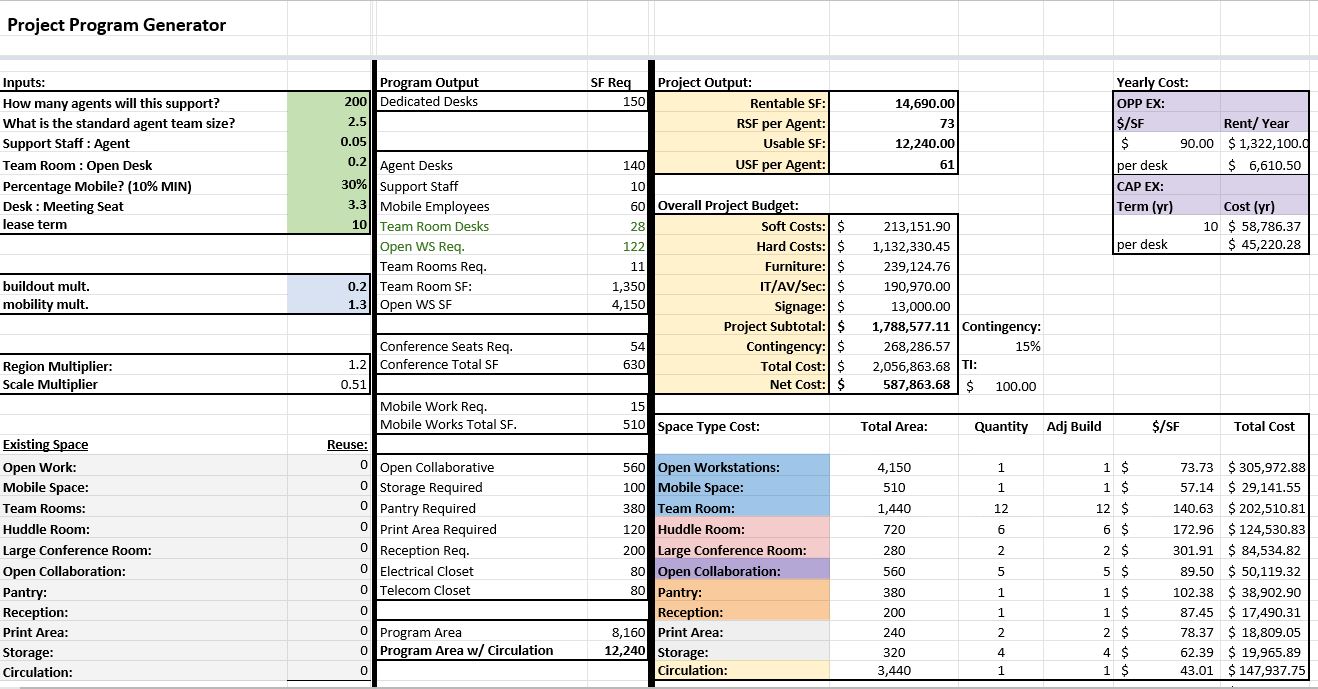 Project Program Generator
Inputs: Program Output SF Req Project Output: Yearly Cost:
How many agents will this support? 200 Dedicated Desks 150 Rentable SF: 14,690.00 OPP EX:
What is the standard agent team size? 2.5 RSF per Agent: 73 $/SF Rent/ Year
Support Staff : Agent 0.05 Usable SF: 12,240.00 $ 90.00 $ 1,322,100.0
Team Room : Open Desk 0.2 Agent Desks 140 USF per Agent: 61 per desk $ 6,610.50
Percentage Mobile? (10% MIN) 30% Support Staff 10 CAP EX:
Desk : Meeting Seat 3.3 Mobile Employees 60 Overall Project Budget: Term (yr) Cost (yr)
lease term 10 Team Room Desks 28 Soft Costs: $ 213,151.90 10 $ 58,786.37
Open WS Req. 122 Hard Costs: $ 1,132,330.45 per desk $ 45,220.28
Team Rooms Req. 11 Furniture: $ 239,124.76
buildout mult. 0.2 Team Room SF: 1,350 IT/AV/Sec: $ 190,970.00
mobility mult. 1.3 Open WS SF 4,150 Signage: $ 13,000.00
Project Subtotal: $ 1,788,577.11 Contingency:
Conference Seats Req. 54 Contingency: $ 268,286.57 15%
Region Multiplier: 1.2 Conference Total SF 630 Total Cost: $ 2,056,863.68 TI:
Scale Multiplier 0.51 Net Cost: $ 587,863.68 $ 100.00
Mobile Work Req. 15
Mobile Works Total SF. 510 Space Type Cost: Total Area: Quantity Adj Build $/SF Total Cost
Existing Space Reuse:
Open Work: 0 Open Collaborative 560 Open Workstations: 4,150 1 1 $ 73.73 $ 305,972.88
Mobile Space: 0 Storage Required 100 Mobile Space: 510 1 1 $ 57.14 $ 29,141.55
Team Rooms: 0 Pantry Required 380 Team Room: 1,440 12 12 $ 140.63 $ 202,510.81
Huddle Room: 0 Print Area Required 120 Huddle Room: 720 6 6 $ 172.96 $ 124,530.83
Large Conference Room: 0 Reception Req. 200 Large Conference Room: 280 2 2 $ 301.91 $ 84,534.82
Open Collaboration: 0 Electrical Closet 80 Open Collaboration: 560 5 5 $ 89.50 $ 50,119.32
Pantry: 0 Telecom Closet 80 Pantry: 380 1 1 $ 102.38 $ 38,902.90
Reception: 0 Reception: 200 1 1 $ 87.45 $ 17,490.31
Print Area: 0 Program Area 8,160 Print Area: 240 2 2 $ 78.37 $ 18,809.05
Storage: 0 Program Area w/ Circulation 12,240 Storage: 320 4 4 $ 62.39 $ 19,965.89
Circulation: 0 Circulation: 3,440 1 1 $ 43.01 $ 147,937.75